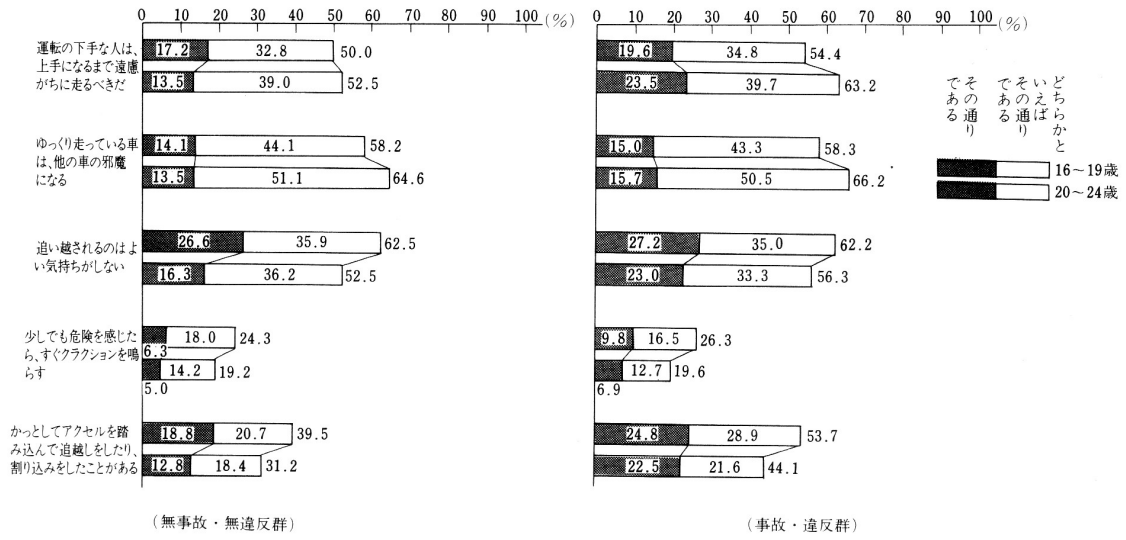 0 10 20 30 40 50 60 70 80 90 100 (%)
運転の下手な人は、
上手になるまで遠慮
がちに走るべきだ
17.2 32.8 50.0
13.5 39.0 52.5
ゆっくり走っている車
は、他の車の邪魔
になる
14.1 44.1 58.2
13.5 51.1 64.6
追い越されるのはよ
い気持ちがしない
26.6 35.9 62.5
16.3 36.2 52.5
少しでも危険を感じた
ら、すぐクラクションを鳴
らす
18.0 24.3
6.3
14.2 19.2
5.0
かっとしてアクセルを踏
み込んで追越しをしたり、
割り込みをしたことがある
18.8 20.7 39.5
12.8 18.4 31.2
(無事故・無違反群)
0 10 20 30 40 50 60 70 80 90 100 (%)
19.6 34.8 54.4
23.5 39.7 63.2
15.0 43.3 58.3
15.7 50.5 66.2
27.2 35.0 62.2
23.0 33.3 56.3
9.8 16.5 26.3
12.7 19.6
6.9
24.8 28.9 53.7
22.5 21.6 44.1
(事故・違反群)
どちらかと
いえば
その通り
である
その通り
である
16～19歳
20～24歳